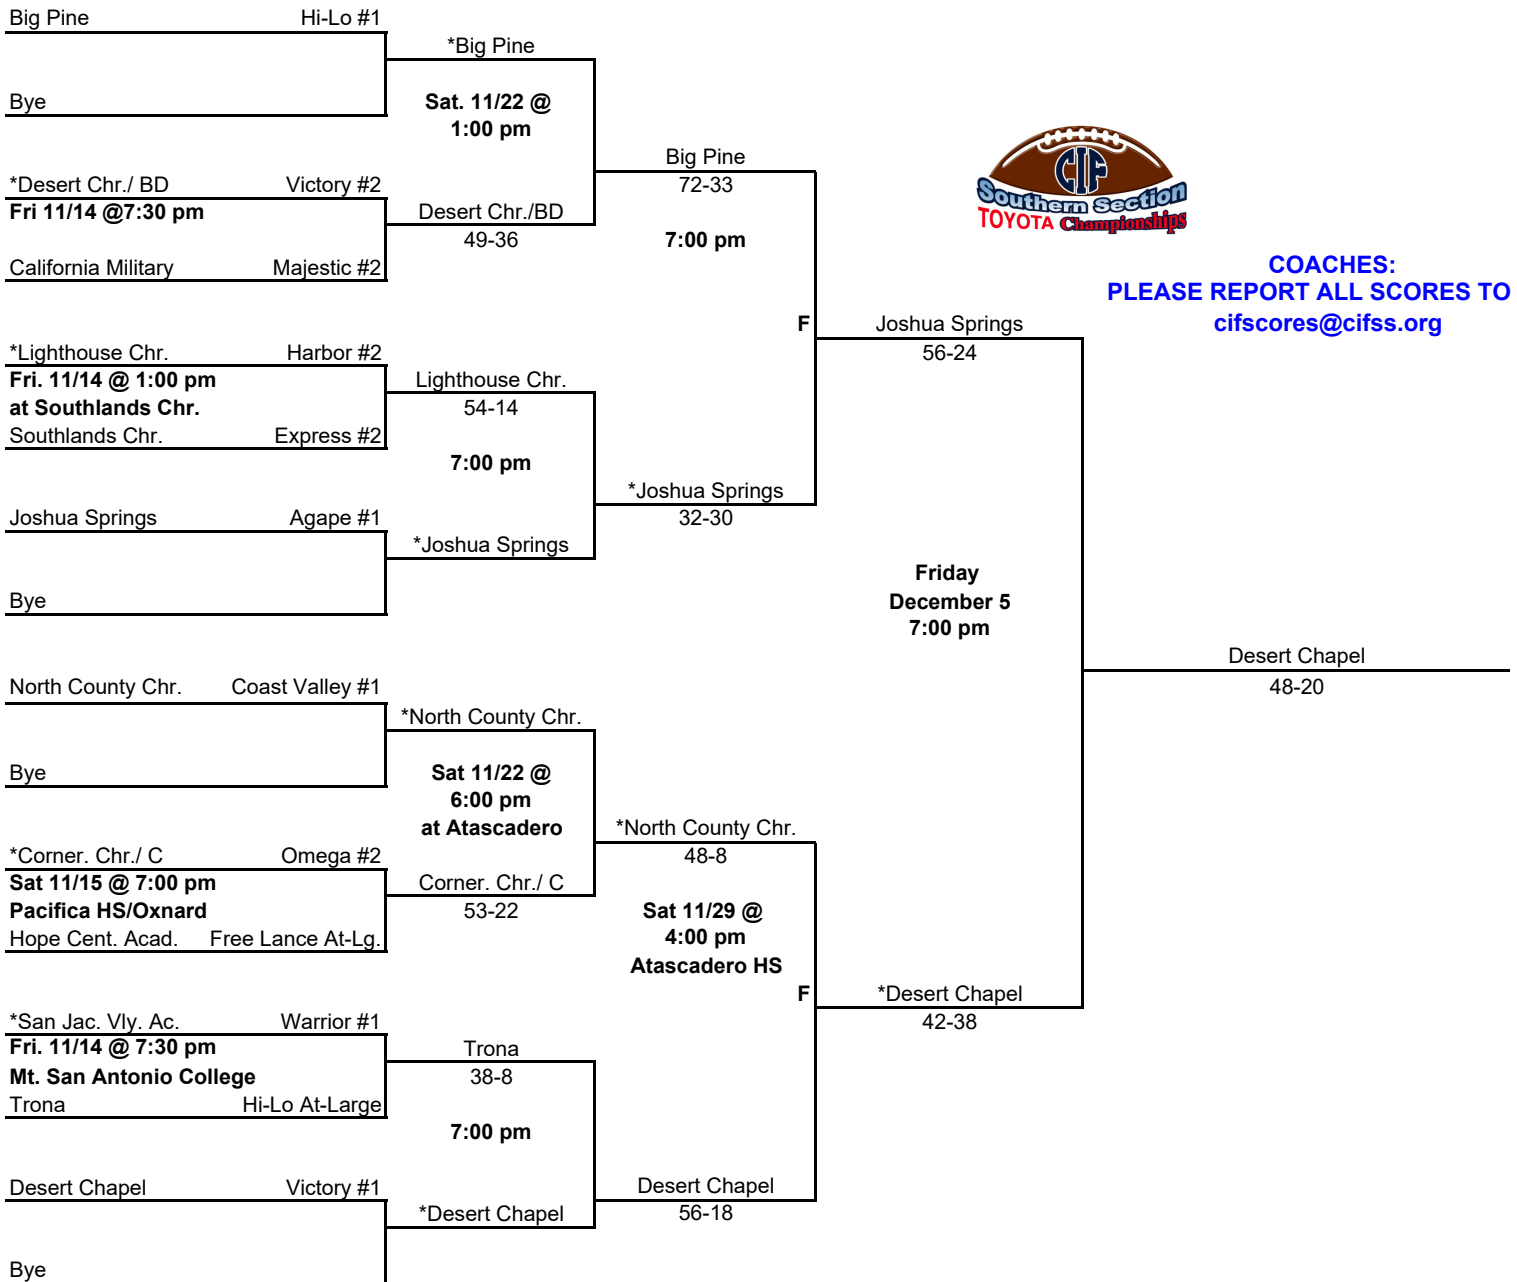 Big Pine Hi-Lo #1
Bye
*Desert Chr./ BD Victory #2
Fri 11/14 @7:30 pm
California Military Majestic #2
*Lighthouse Chr. Harbor #2
Fri. 11/14 @ 1:00 pm
at Southlands Chr.
Southlands Chr. Express #2
Joshua Springs Agape #1
Bye
North County Chr. Coast Valley #1
Bye
*Corner. Chr./ C Omega #2
Sat 11/15 @ 7:00 pm
Pacifica HS/Oxnard
Hope Cent. Acad. Free Lance At-Lg.
*San Jac. Vly. Ac. Warrior #1
Fri. 11/14 @ 7:30 pm
Mt. San Antonio College
Trona Hi-Lo At-Large
Desert Chapel Victory #1
Bye
*Big Pine
Sat. 11/22 @
1:00 pm
Desert Chr./BD
49-36
Lighthouse Chr.
54-14
7:00 pm
*Joshua Springs
*North County Chr.
Sat 11/22 @
6:00 pm
at Atascadero
Corner. Chr./ C
53-22
Trona
38-8
7:00 pm
*Desert Chapel
Big Pine
72-33
7:00 pm
F
*Joshua Springs
32-30
*North County Chr.
48-8
Sat 11/29 @
4:00 pm
Atascadero HS
F
Desert Chapel
56-18
Joshua Springs
56-24
Friday
December 5
7:00 pm
*Desert Chapel
42-38
Desert Chapel
48-20
CIF
Southern Section
TOYOTA Championships
COACHES:
PLEASE REPORT ALL SCORES TO
cifscores@cifss.org